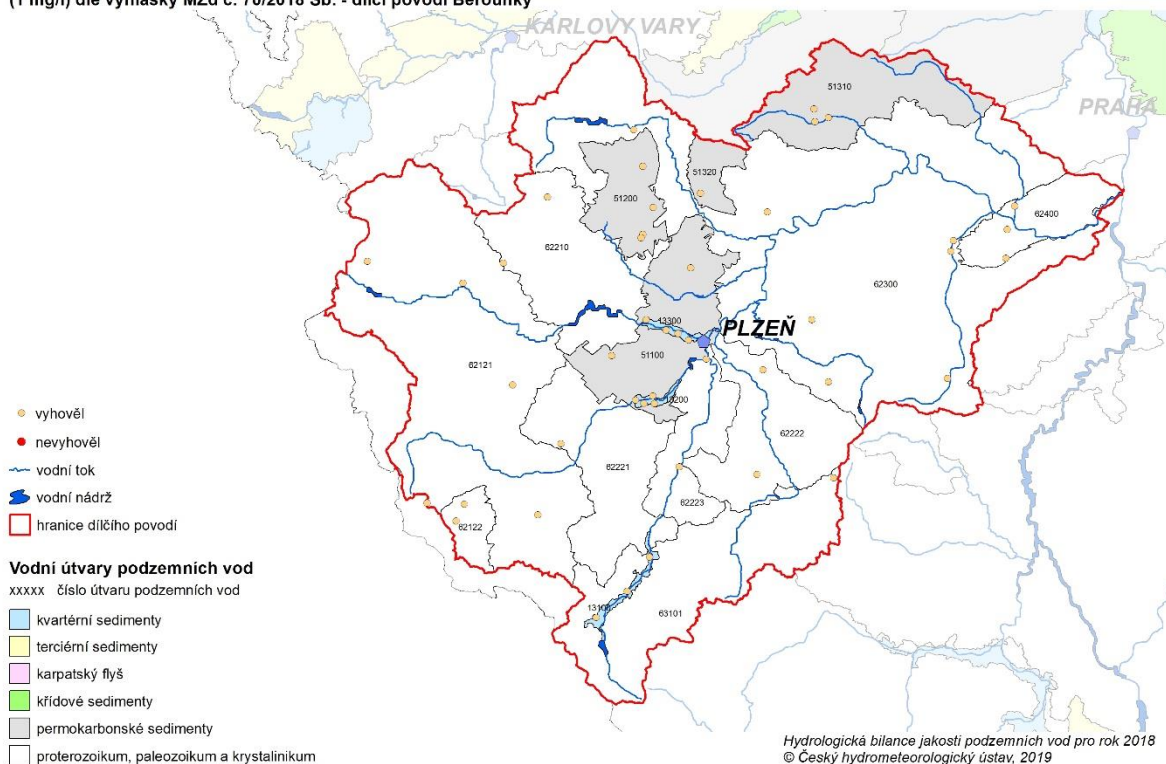 (1 mg/l) dle vyhlášky MZd č. 70/2018 Sb. - dílčí povodí Berounky
KARLOVY VARY
51310
PRAHA
51320
51200
62400
62210
62300
13300
PLZEŇ
51100
62121
13200
62222
62221
62223
62122
13100
63101
vyhověl
nevyhověl
vodní tok
vodní nádrž
hranice dílčího povodí
Vodní útvary podzemních vod
xxxxx číslo útvaru podzemních vod
kvartérní sedimenty
terciérní sedimenty
karpatský flyš
křídové sedimenty
permokarbonské sedimenty
proterozoikum, paleozoikum a krystalinikum
Hydrologická bilance jakosti podzemních vod pro rok 2018
© Český hydrometeorologický ústav, 2019